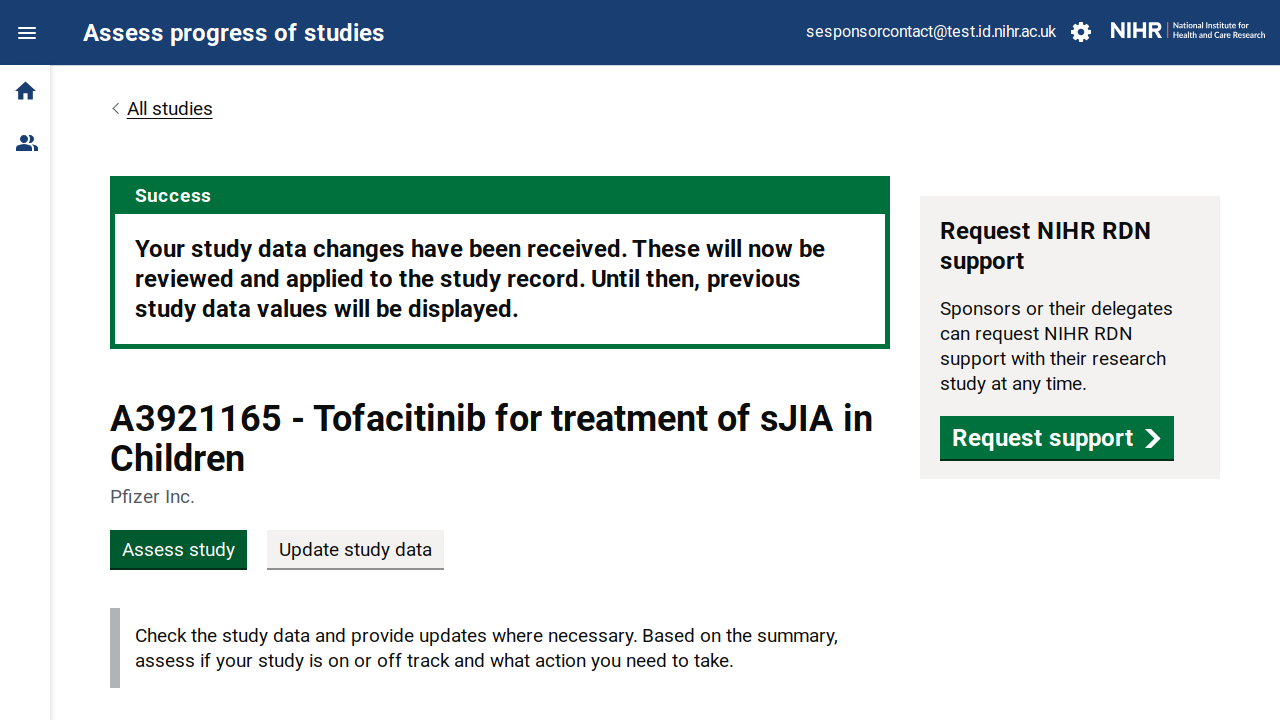 Assess progress of studies
sesponsorcontact@test.id.nihr.ac.uk
NIHR | National Institute for
Health and Care Research
All studies
Success
Your study data changes have been received. These will now be
reviewed and applied to the study record. Until then, previous
study data values will be displayed.
A3921165 - Tofacitinib for treatment of sJIA in
Children
Pfizer Inc.
Assess study
Update study data
Check the study data and provide updates where necessary. Based on the summary,
assess if your study is on or off track and what action you need to take.
Request NIHR RDN
support
Sponsors or their delegates
can request NIHR RDN
support with their research
study at any time.
Request support